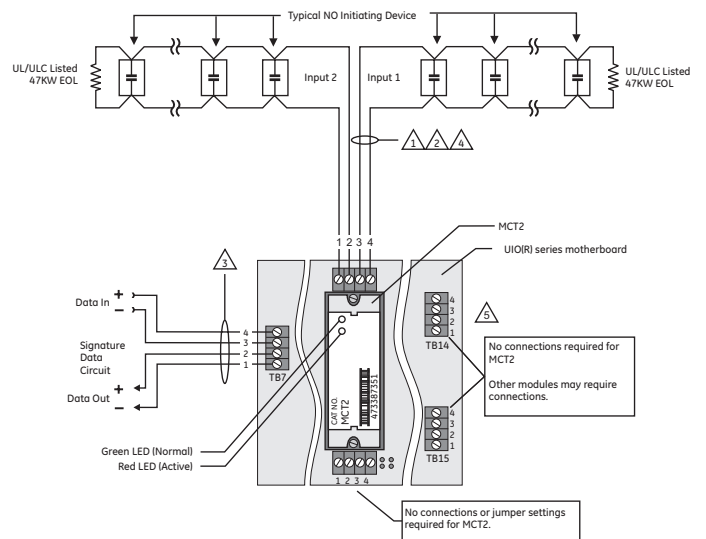 Typical NO Initiating Device
UL/ULC Listed
47KW EOL
Input 2
Input 1
UL/ULC Listed
47KW EOL
1
2
4
1 2 3 4
MCT2
UIO(R) series motherboard
3
5
Data In
+
−
Signature
Data
Circuit
Data Out
+
−
4
3
2
1
TB7
CAT NO.
MCT2
473387351
4
3
2
1
TB14
No connections required for
MCT2
Other modules may require
connections.
4
3
2
1
TB15
Green LED (Normal)
Red LED (Active)
1 2 3 4
No connections or jumper settings
required for MCT2.